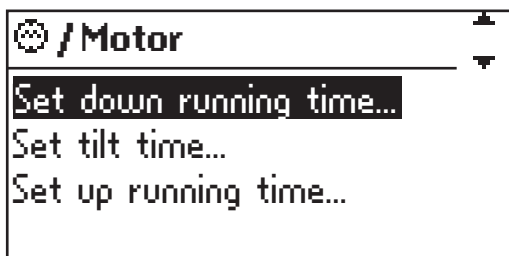 / Motor
Set down running time...
Set tilt time...
Set up running time...